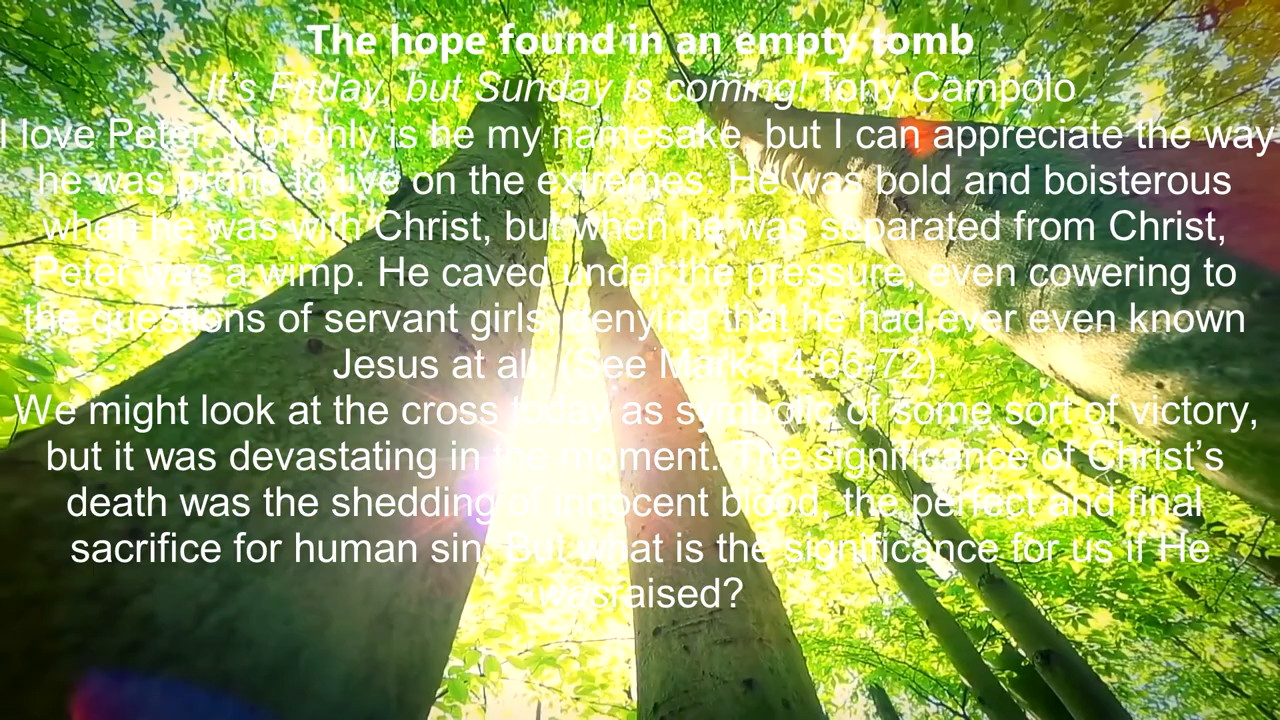 The hope found in an empty tomb
It's Friday, but Sunday is coming! Tony Campolo
I love Peter. Not only is he my namesake, but I can appreciate the way
he was prone to live on the extremes. He was bold and boisterous
when he was with Christ, but when he was separated from Christ,
Peter was a wimp. He caved under the pressure, even cowering to
the questions of servant girls, denying that he had ever even known
Jesus at all. (See Mark 14:66-72).
We might look at the cross today as symbolic of some sort of victory,
but it was devastating in the moment. The significance of Christ’s
death was the shedding of innocent blood, the perfect and final
sacrifice for human sin. But what is the significance for us if He
wasraised?